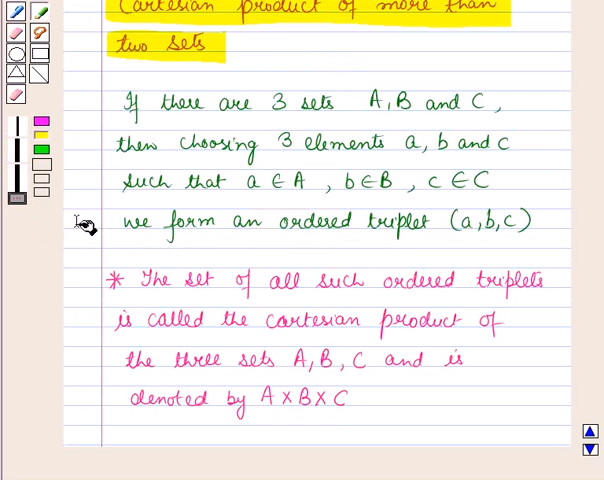 Cartesian product of more than
two sets
If there are 3 sets A, B and C,
then choosing 3 elements a, b and c
such that a ∈ A, b ∈ B, c ∈ C
we form an ordered triplet (a, b, c)
* The set of all such ordered triplets
is called the cartesian product of
the three sets A, B, C and is
denoted by A × B × C